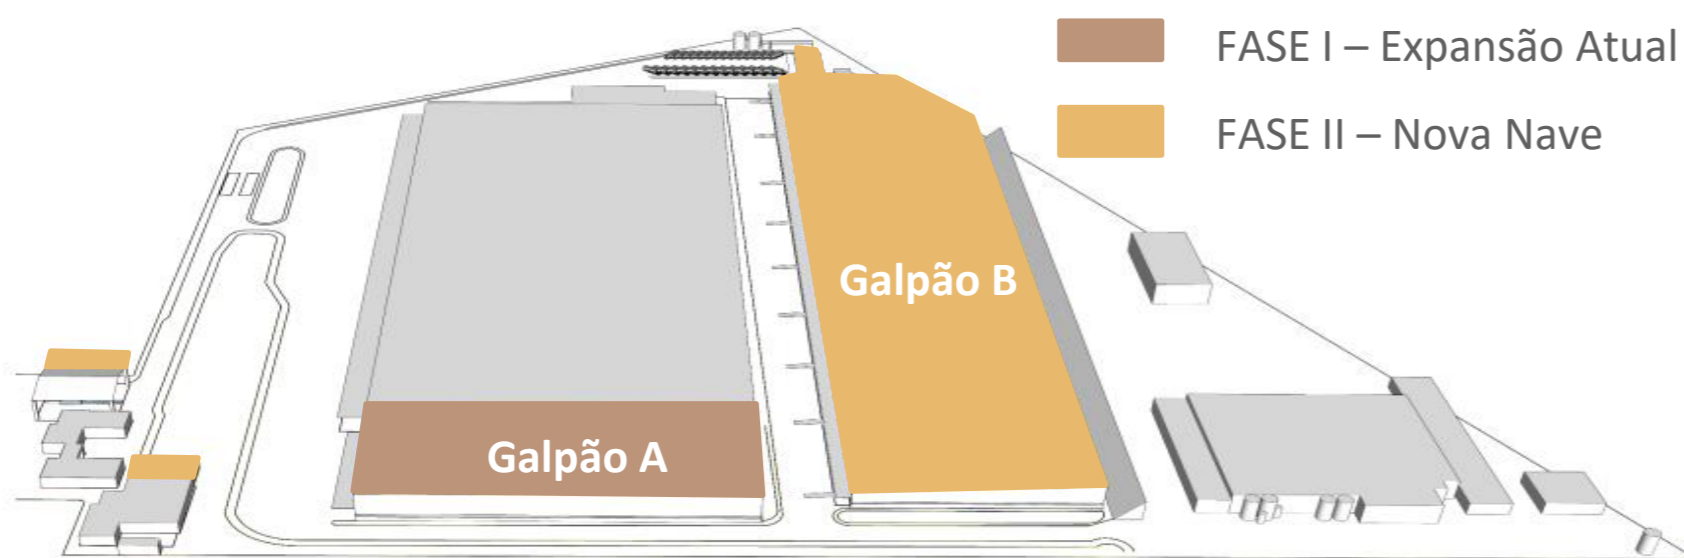 FASE I – Expansão Atual
FASE II – Nova Nave
Galpão B
Galpão A